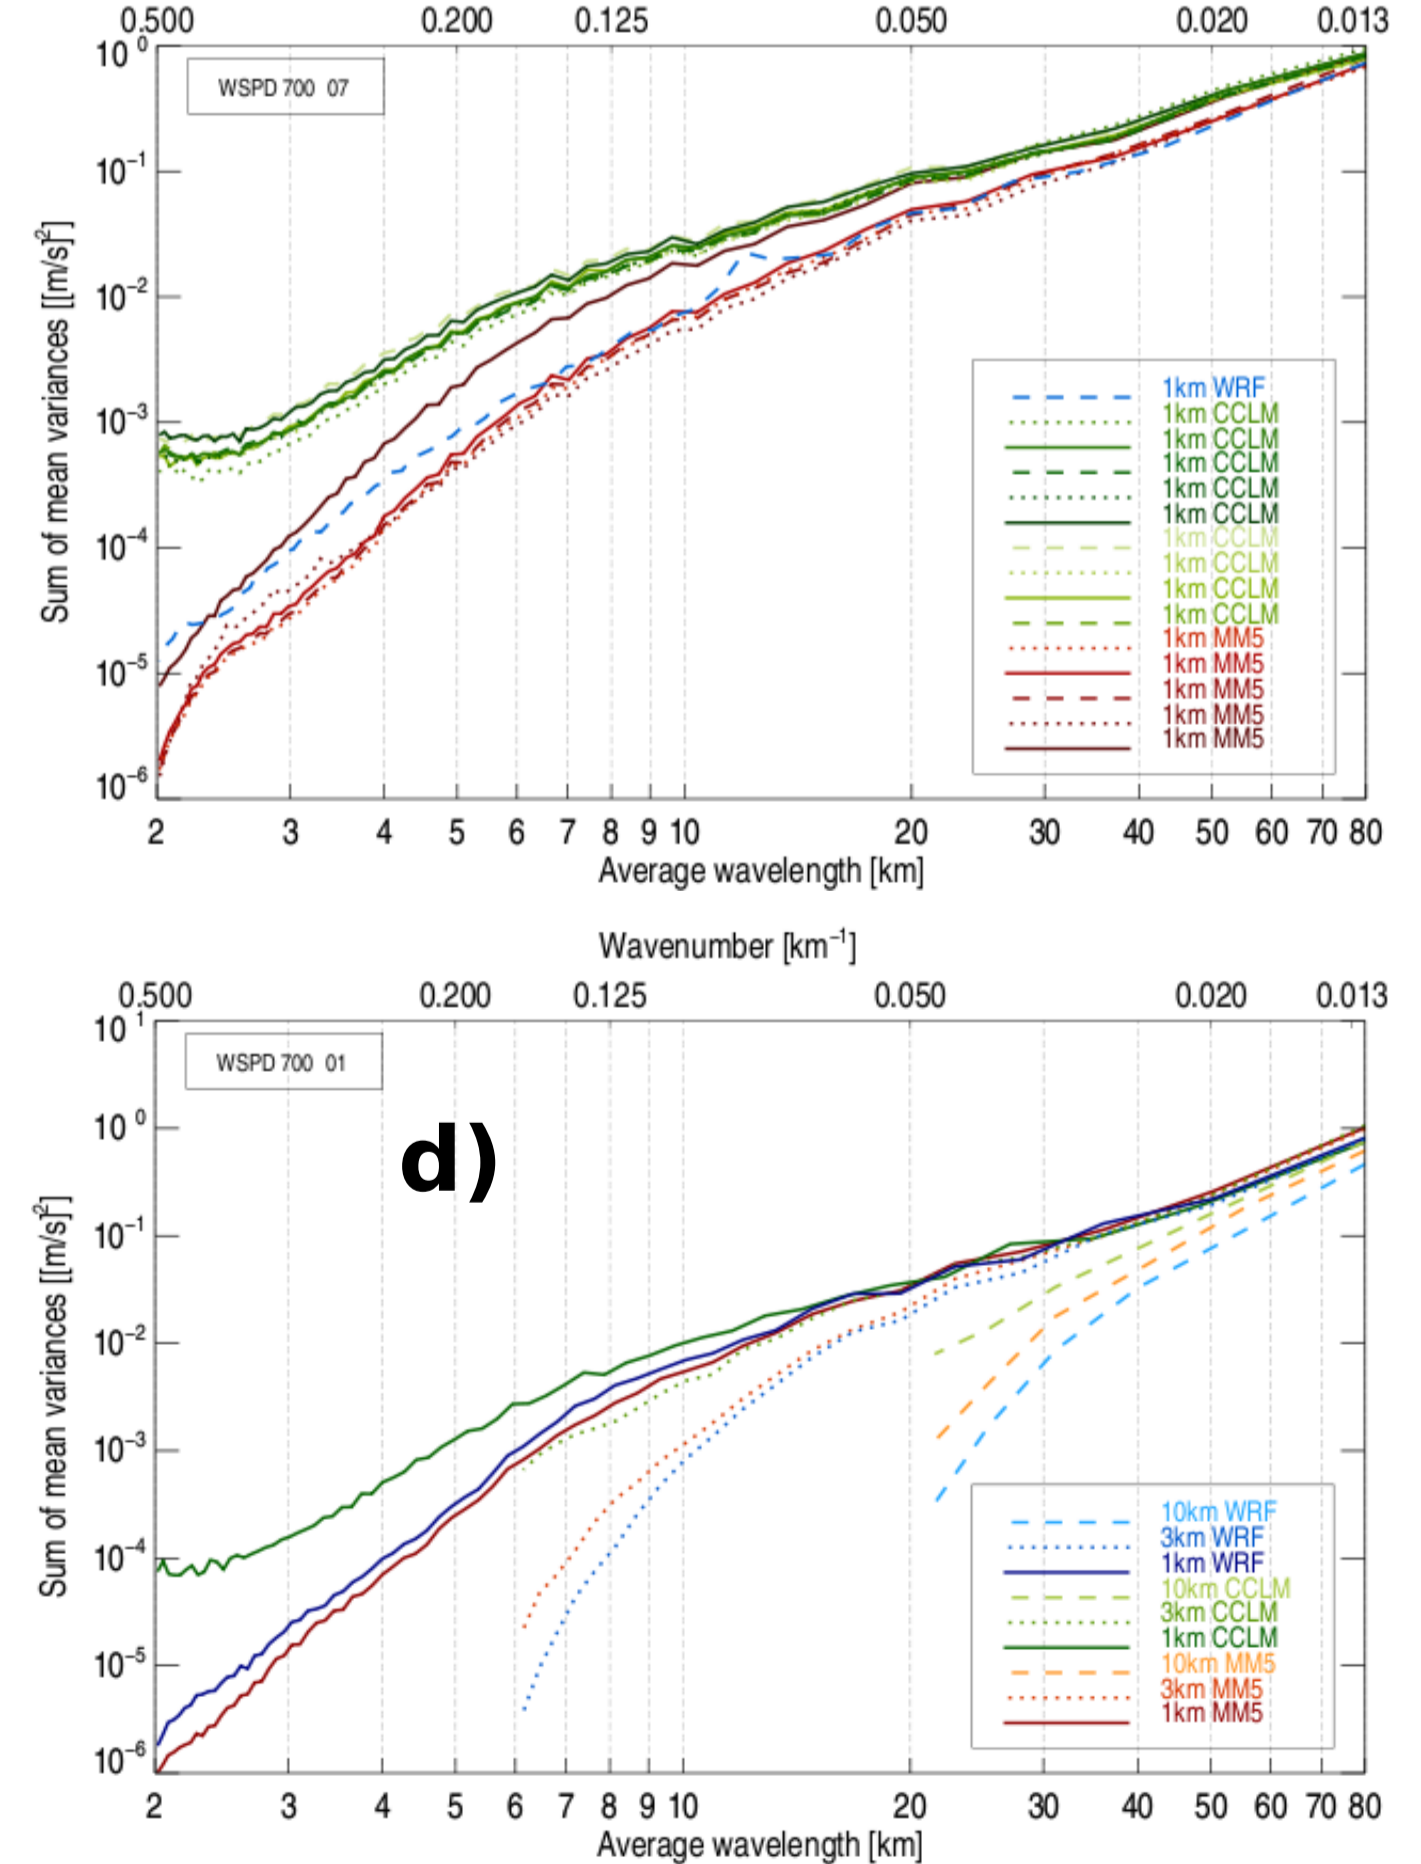 0.500 0.200 0.125 0.050 0.020 0.013
10⁰
WSPD 700 07
10⁻¹
10⁻²
10⁻³
10⁻⁴
10⁻⁵
10⁻⁶
Sum of mean variances [[m/s]²]
1km WRF
1km CCLM
1km CCLM
1km CCLM
1km CCLM
1km CCLM
1km CCLM
1km CCLM
1km CCLM
1km CCLM
1km MM5
1km MM5
1km MM5
1km MM5
1km MM5
2 3 4 5 6 7 8 9 10 20 30 40 50 60 70 80
Average wavelength [km]
Wavenumber [km⁻¹]
0.500 0.200 0.125 0.050 0.020 0.013
10¹
WSPD 700 01
10⁰
d)
10⁻¹
10⁻²
10⁻³
10⁻⁴
10⁻⁵
10⁻⁶
Sum of mean variances [[m/s]²]
10km WRF
3km WRF
1km WRF
10km CCLM
3km CCLM
1km CCLM
10km MM5
3km MM5
1km MM5
2 3 4 5 6 7 8 9 10 20 30 40 50 60 70 80
Average wavelength [km]